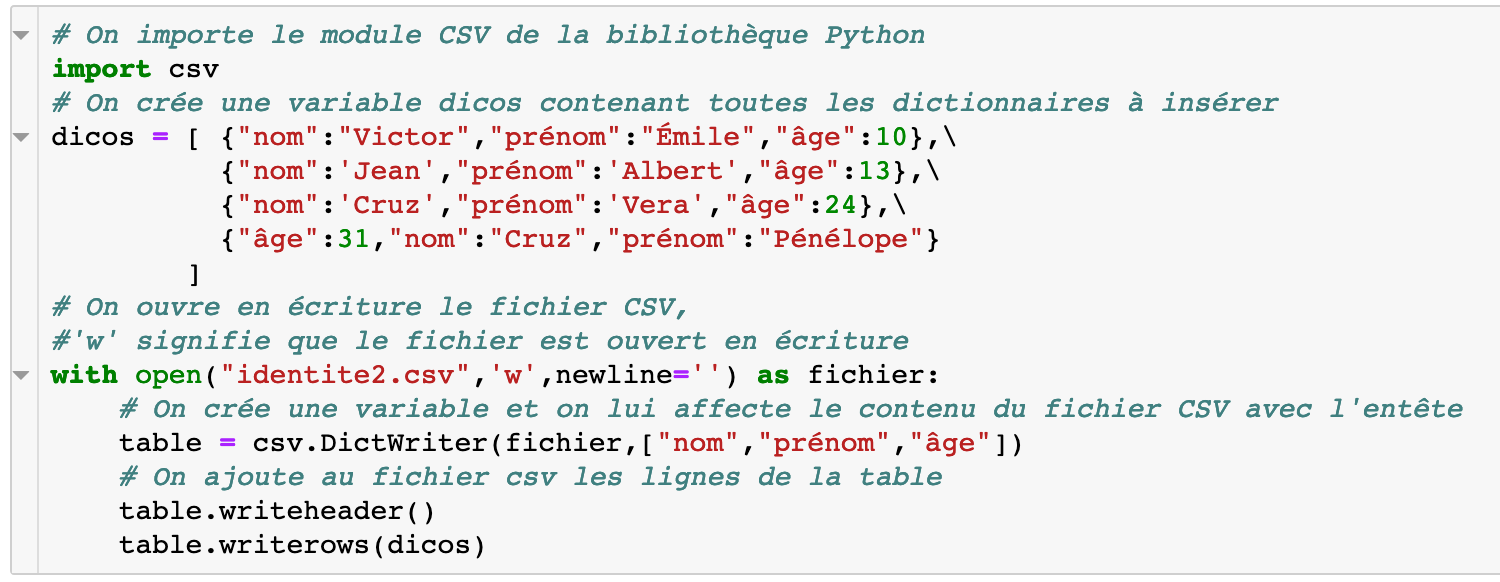 # On importe le module CSV de la bibliothèque Python
import csv
# On crée une variable dicos contenant toutes les dictionnaires à insérer
dicos = [ {"nom":"Victor","prénom":"Émile","âge":10},\
          {"nom":'Jean',"prénom":'Albert',"âge":13},\
          {"nom":'Cruz',"prénom":'Vera',"âge":24},\
          {"âge":31,"nom":"Cruz","prénom":"Pénélope"}
        ]
# On ouvre en écriture le fichier CSV,
#'w' signifie que le fichier est ouvert en écriture
with open("identite2.csv",'w',newline='') as fichier:
    # On crée une variable et on lui affecte le contenu du fichier CSV avec l'entête
    table = csv.DictWriter(fichier,["nom","prénom","âge"])
    # On ajoute au fichier csv les lignes de la table
    table.writeheader()
    table.writerows(dicos)